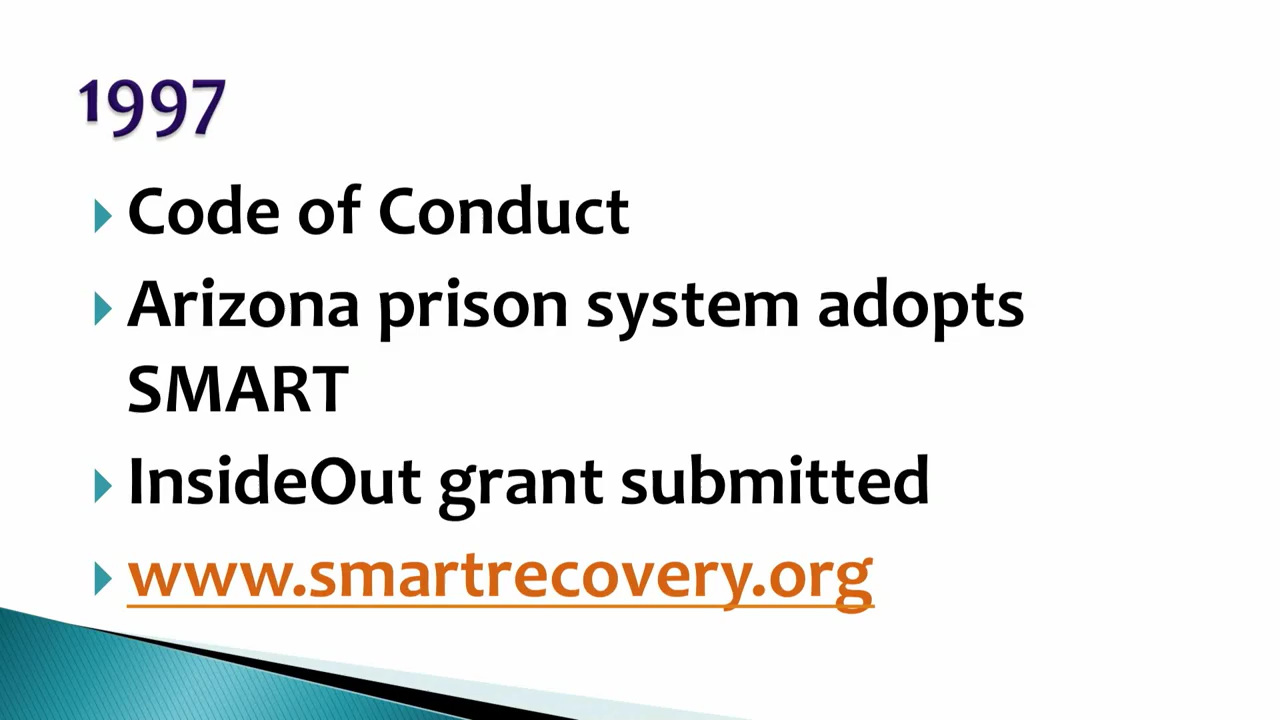 1997
Code of Conduct
Arizona prison system adopts
SMART
InsideOut grant submitted
www.smartrecovery.org